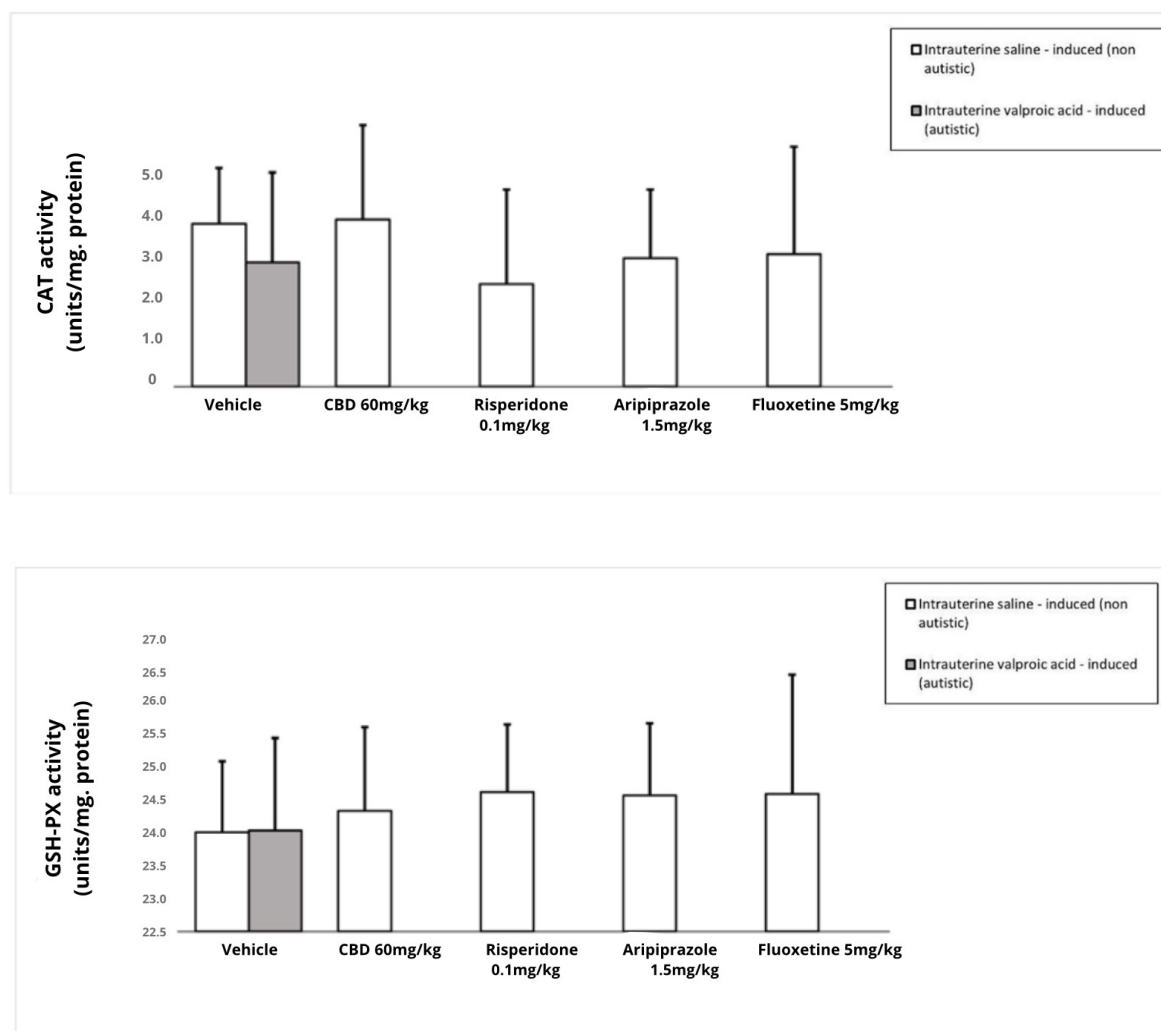 Intrauterine saline - induced (non
autistic)
Intrauterine valproic acid - induced
(autistic)
CAT activity
(units/mg. protein)
5.0
4.0
3.0
2.0
1.0
0
Vehicle
CBD 60mg/kg
Risperidone
0.1mg/kg
Aripiprazole
1.5mg/kg
Fluoxetine 5mg/kg
Intrauterine saline - induced (non
autistic)
Intrauterine valproic acid - induced
(autistic)
GSH-PX activity
(units/mg. protein)
27.0
26.5
26.0
25.5
25.0
24.5
24.0
23.5
23.0
22.5
Vehicle
CBD 60mg/kg
Risperidone
0.1mg/kg
Aripiprazole
1.5mg/kg
Fluoxetine 5mg/kg